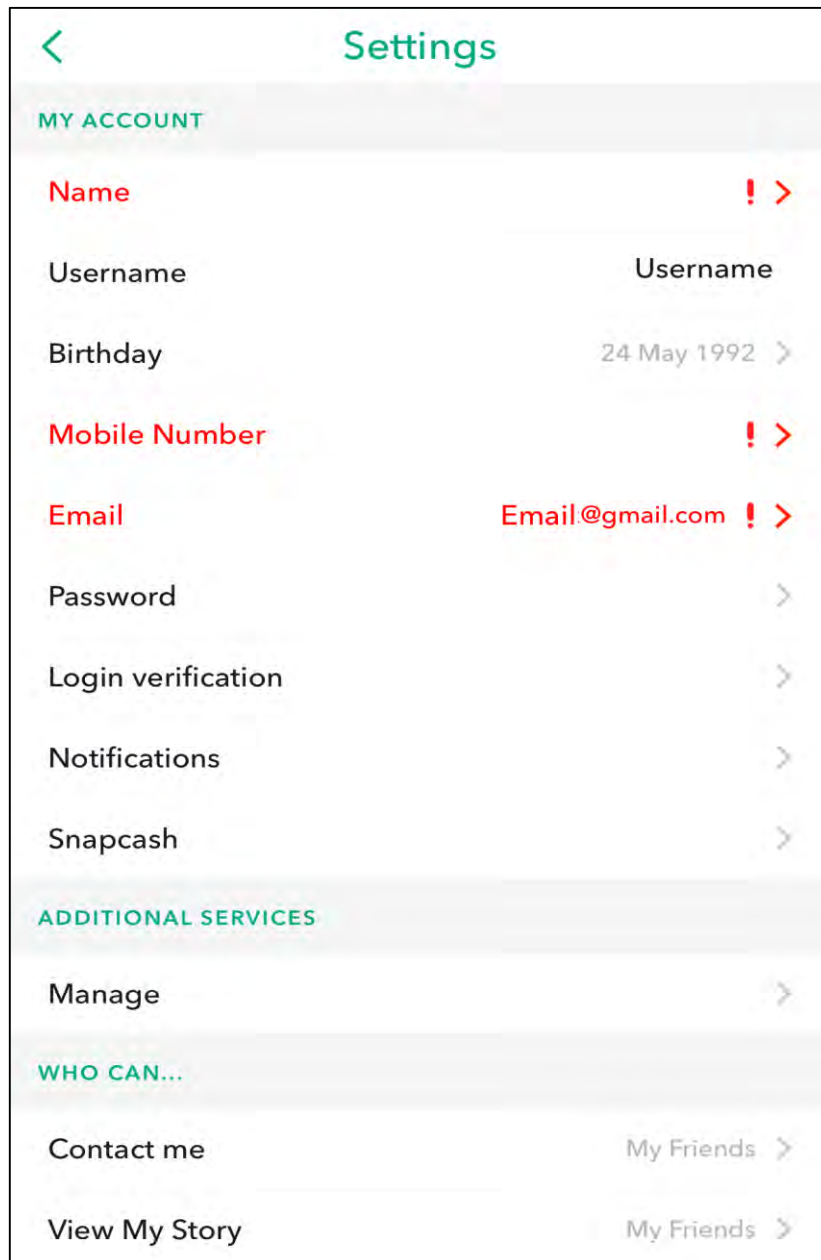 Settings
MY ACCOUNT
Name !
Username Username
Birthday 24 May 1992
Mobile Number !
Email Email:@gmail.com !
Password
Login verification
Notifications
Snapcash
ADDITIONAL SERVICES
Manage
WHO CAN...
Contact me My Friends
View My Story My Friends